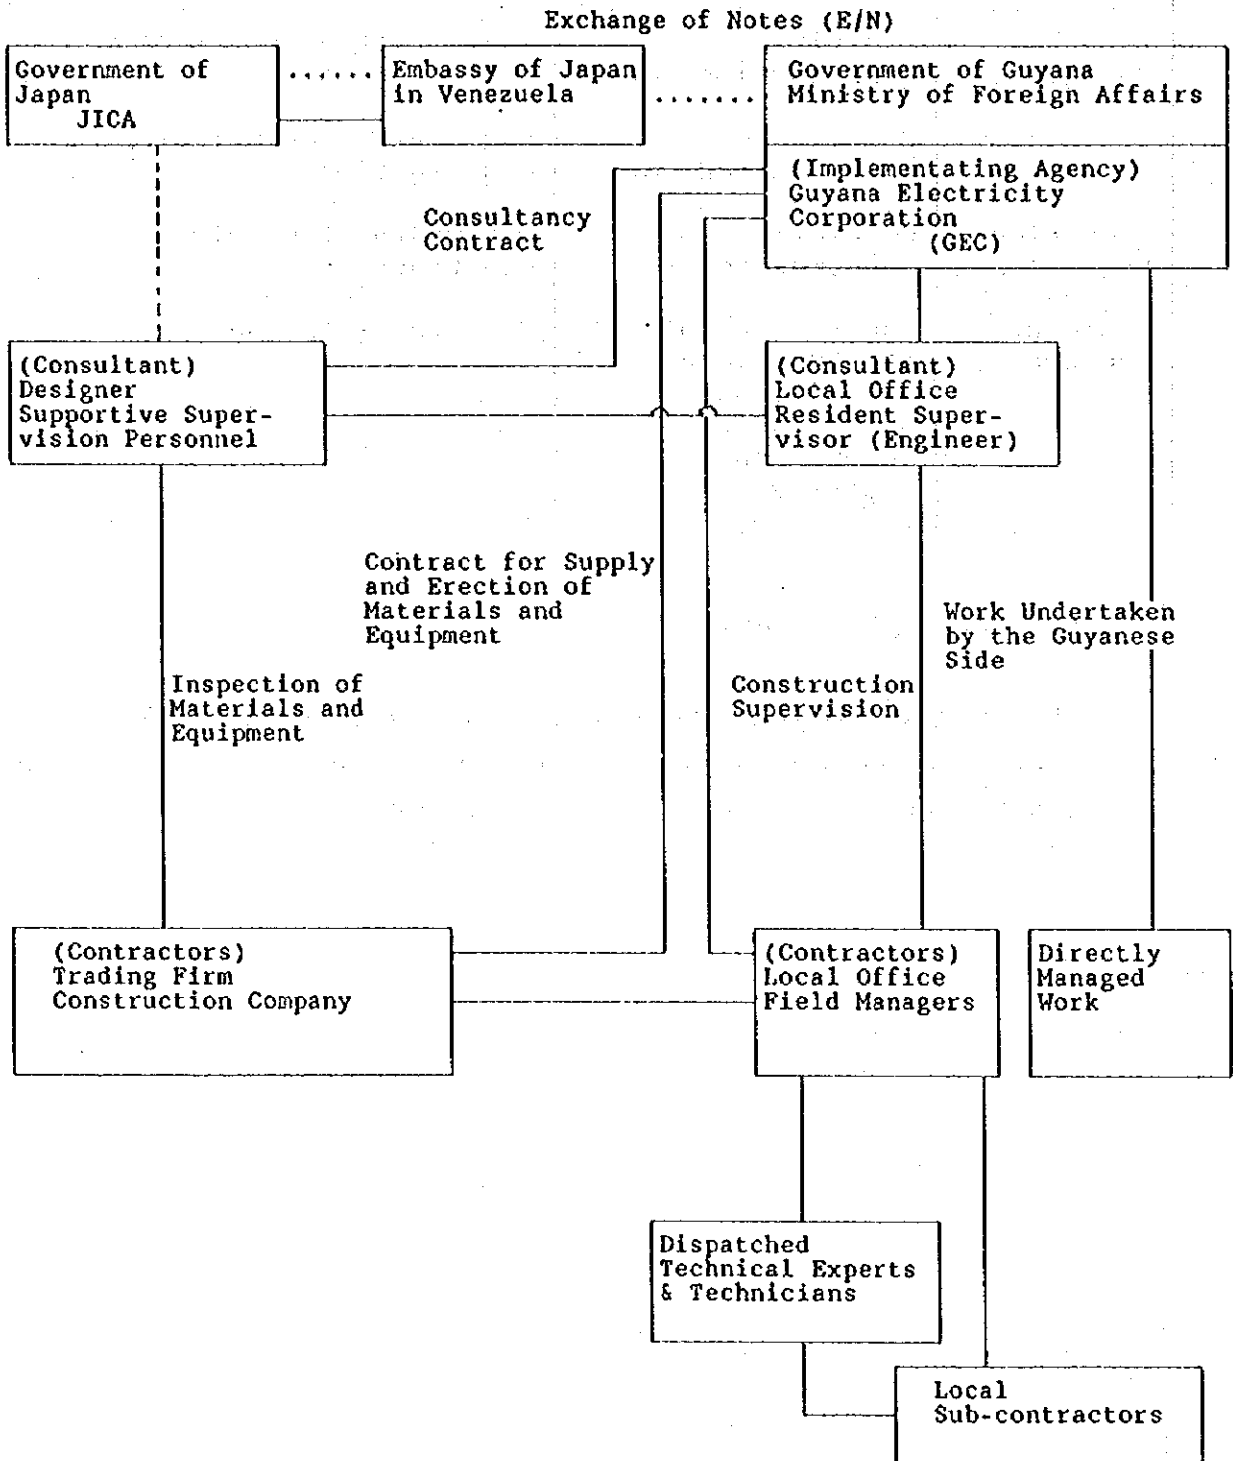 Exchange of Notes (E/N)
Government of
Japan
JICA
Embassy of Japan
in Venezuela
Government of Guyana
Ministry of Foreign Affairs
(Implementating Agency)
Guyana Electricity
Corporation
(GEC)
Consultancy
Contract
(Consultant)
Designer
Supportive Super-
vision Personnel
(Consultant)
Local Office
Resident Super-
visor (Engineer)
Contract for Supply
and Erection of
Materials and
Equipment
Work Undertaken
by the Guyanese
Side
Inspection of
Materials and
Equipment
Construction
Supervision
(Contractors)
Trading Firm
Construction Company
(Contractors)
Local Office
Field Managers
Directly
Managed
Work
Dispatched
Technical Experts
& Technicians
Local
Sub-contractors